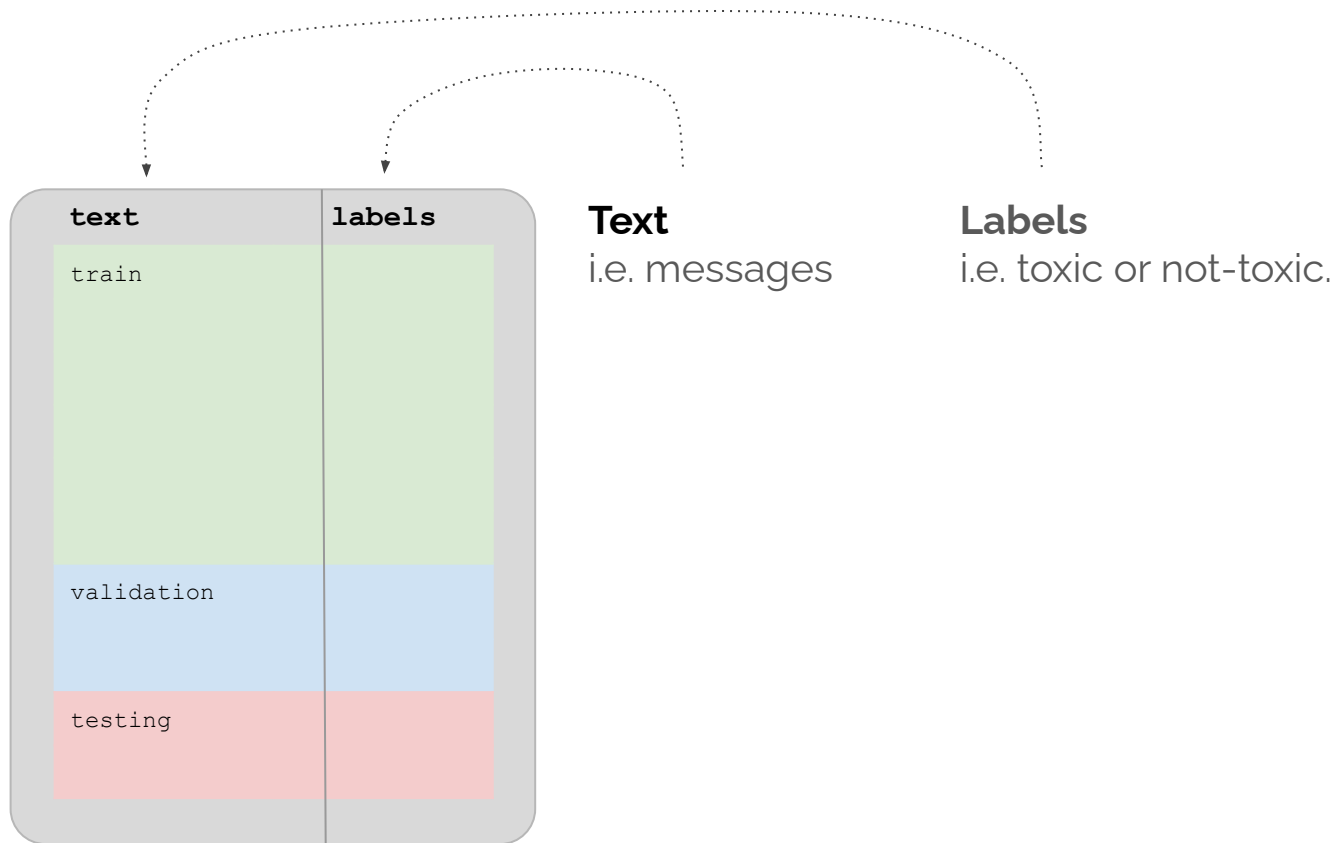 text
labels
train
validation
testing
Text
i.e. messages
Labels
i.e. toxic or not-toxic.